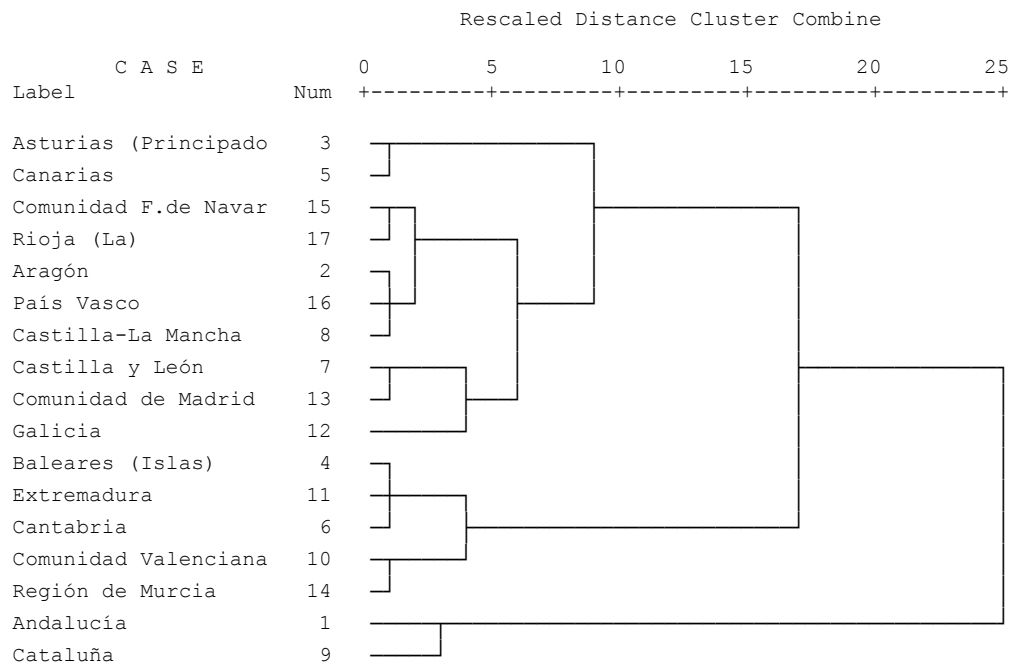 Rescaled Distance Cluster Combine
C A S E 0 5 10 15 20 25
Label Num +---------+---------+---------+---------+---------+
Asturias (Principado 3
Canarias 5
Comunidad F.de Navar 15
Rioja (La) 17
Aragón 2
País Vasco 16
Castilla-La Mancha 8
Castilla y León 7
Comunidad de Madrid 13
Galicia 12
Baleares (Islas) 4
Extremadura 11
Cantabria 6
Comunidad Valenciana 10
Región de Murcia 14
Andalucía 1
Cataluña 9